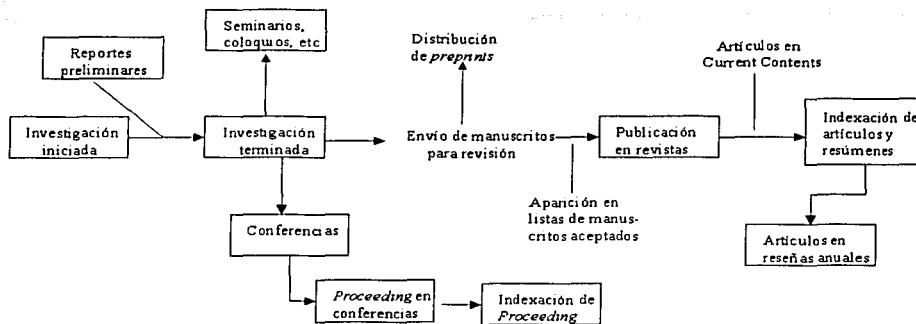 Seminarios,
coloquios, etc
Reportes
preliminares
Distribución
de preprints
Artículos en
Current Contents
Investigación
iniciada
Investigación
terminada
Envío de manuscritos
para revisión
Publicación
en revistas
Indexación de
artículos y
resúmenes
Aparición en
listas de manus-
critos aceptados
Conferencias
Artículos en
reseñas anuales
Proceeding en
conferencias
Indexación de
Proceeding